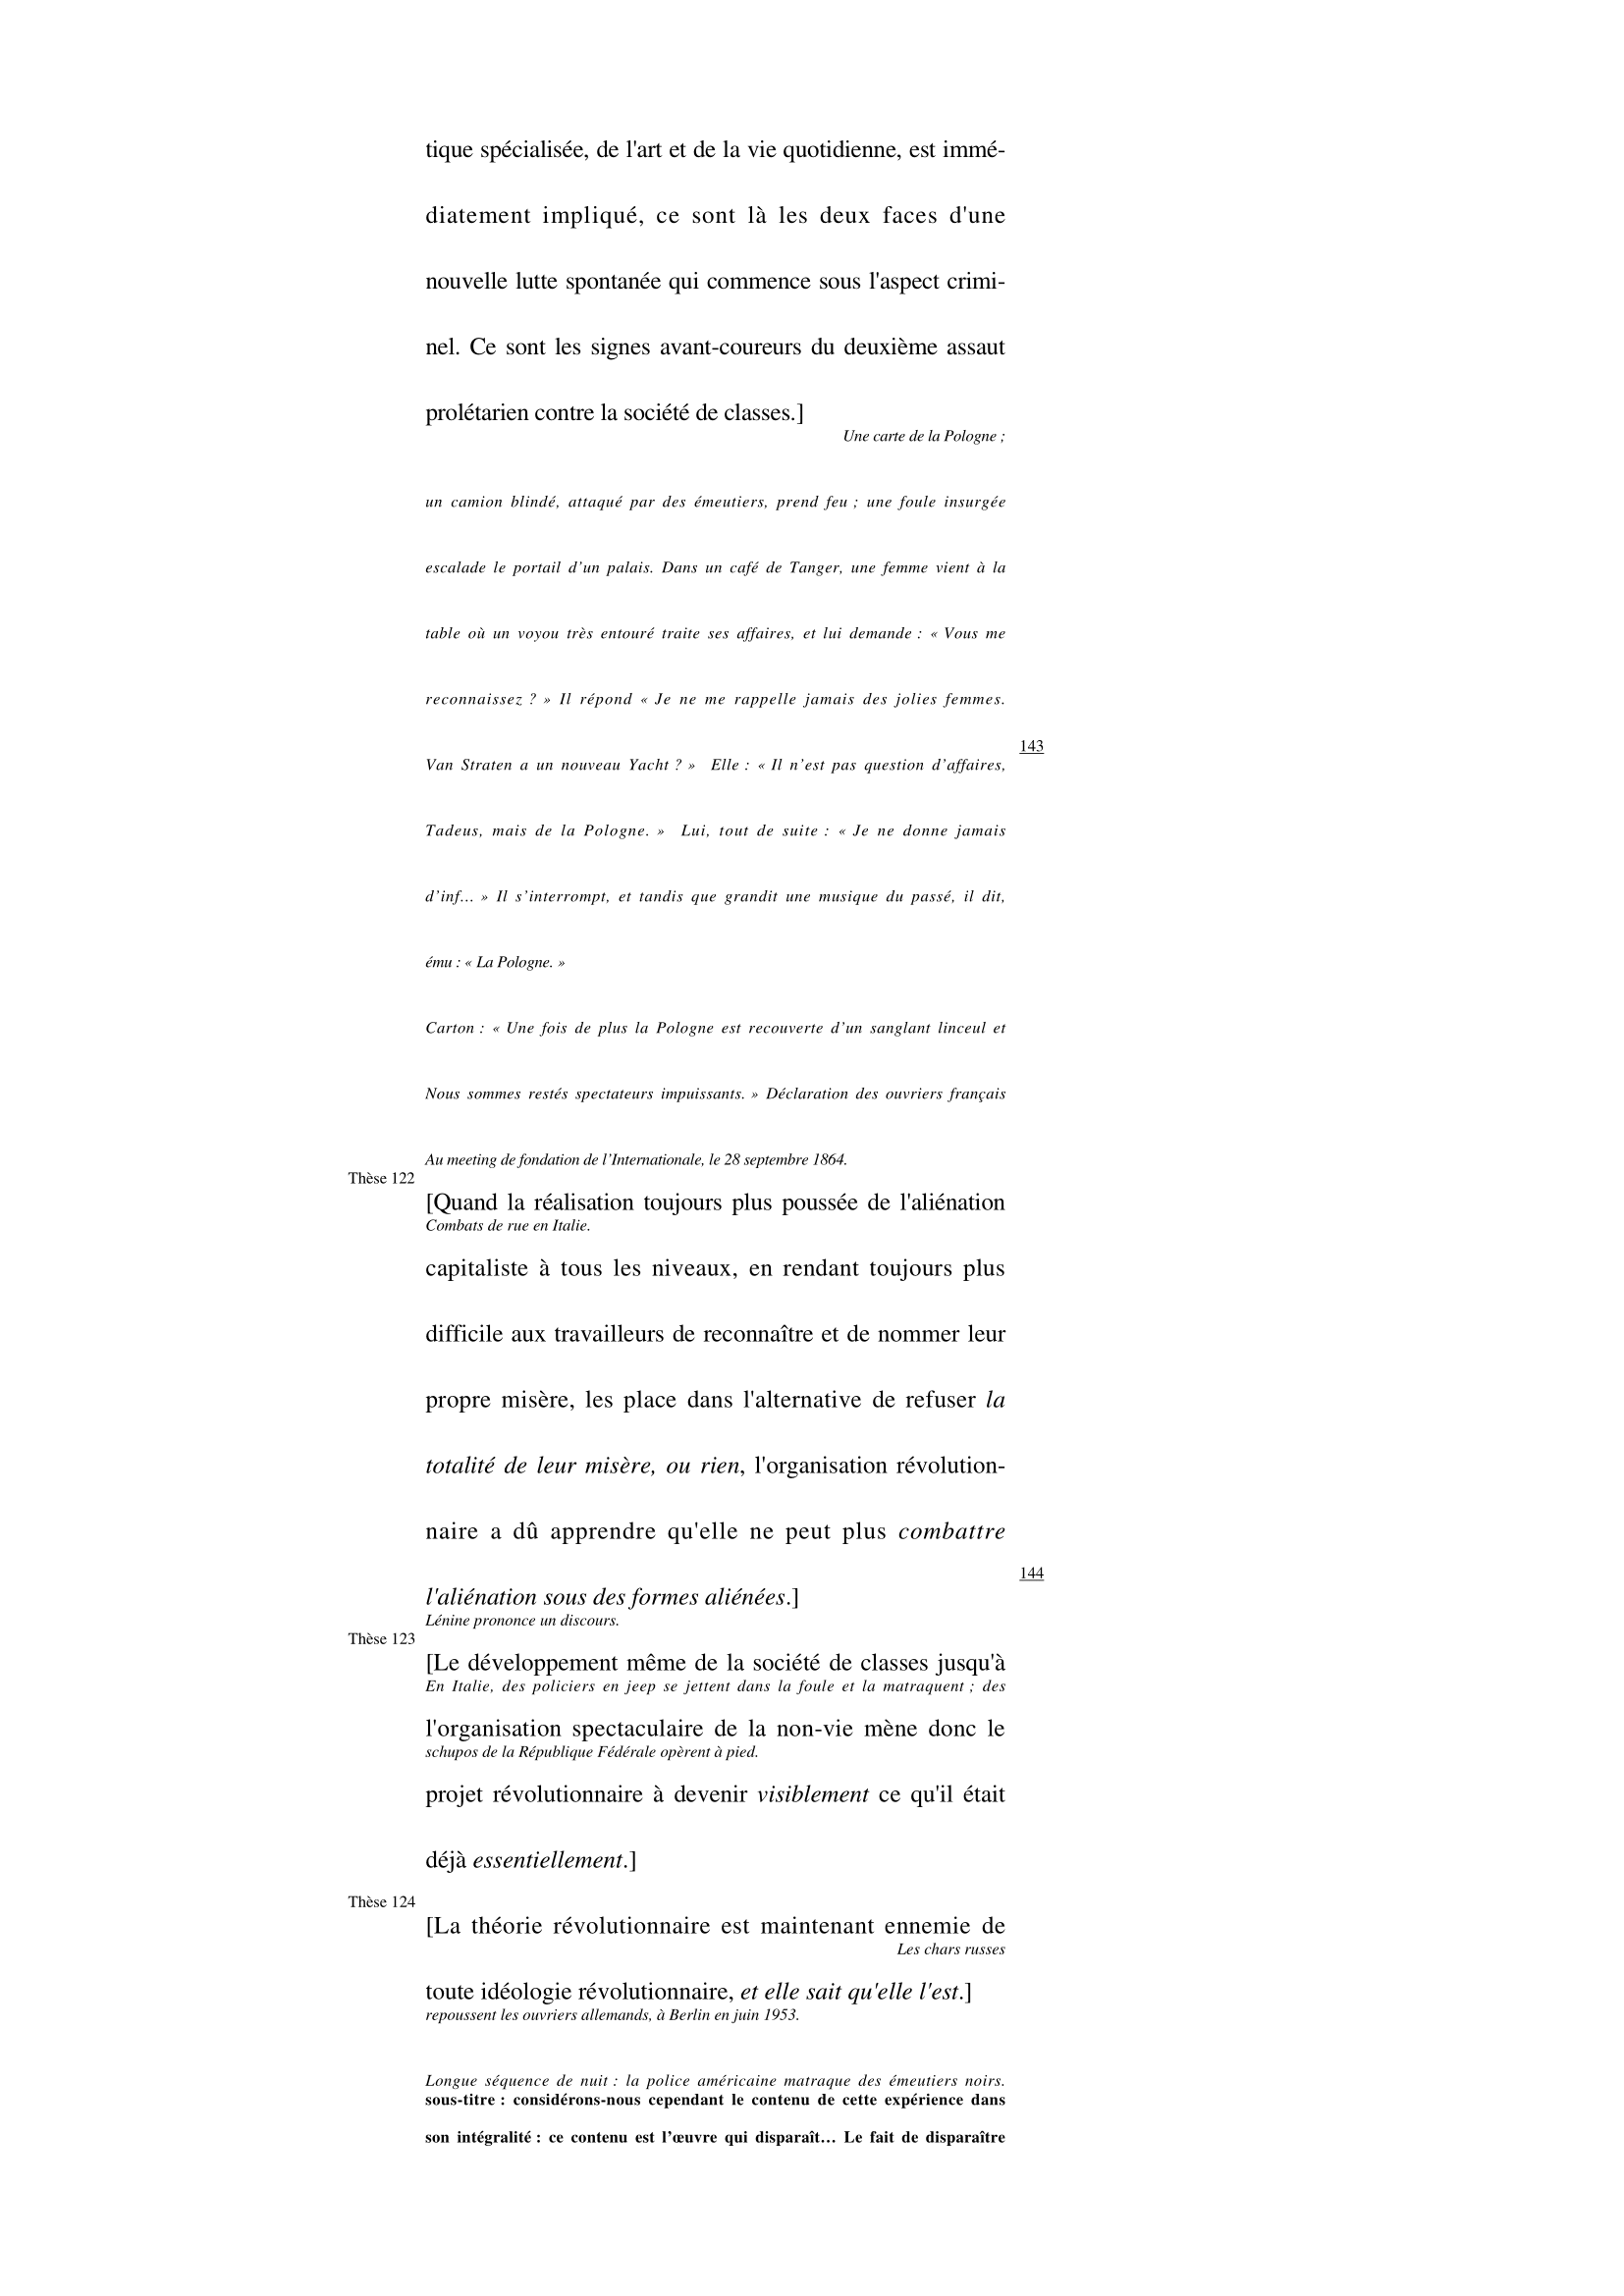 tique spécialisée, de l'art et de la vie quotidienne, est immé-
diatement impliqué, ce sont là les deux faces d'une
nouvelle lutte spontanée qui commence sous l'aspect crimi-
nel. Ce sont les signes avant-coureurs du deuxième assaut
prolétarien contre la société de classes.]
Une carte de la Pologne ;
un camion blindé, attaqué par des émeutiers, prend feu ; une foule insurgée
escalade le portail d’un palais. Dans un café de Tanger, une femme vient à la
table où un voyou très entouré traite ses affaires, et lui demande : « Vous me
reconnaissez ? » Il répond « Je ne me rappelle jamais des jolies femmes.
143
Van Straten a un nouveau Yacht ? » Elle : « Il n’est pas question d’affaires,
Tadeus, mais de la Pologne. » Lui, tout de suite : « Je ne donne jamais
d’inf… » Il s’interrompt, et tandis que grandit une musique du passé, il dit,
ému : « La Pologne. »
Carton : « Une fois de plus la Pologne est recouverte d’un sanglant linceul et
Nous sommes restés spectateurs impuissants. » Déclaration des ouvriers français
Au meeting de fondation de l’Internationale, le 28 septembre 1864.
Thèse 122
[Quand la réalisation toujours plus poussée de l'aliénation
Combats de rue en Italie.
capitaliste à tous les niveaux, en rendant toujours plus
difficile aux travailleurs de reconnaître et de nommer leur
propre misère, les place dans l'alternative de refuser la
totalité de leur misère, ou rien, l'organisation révolution-
naire a dû apprendre qu'elle ne peut plus combattre
144
l'aliénation sous des formes aliénées.]
Lénine prononce un discours.
Thèse 123
[Le développement même de la société de classes jusqu'à
En Italie, des policiers en jeep se jettent dans la foule et la matraquent ; des
l'organisation spectaculaire de la non-vie mène donc le
schupos de la République Fédérale opèrent à pied.
projet révolutionnaire à devenir visiblement ce qu'il était
déjà essentiellement.]
Thèse 124
[La théorie révolutionnaire est maintenant ennemie de
Les chars russes
toute idéologie révolutionnaire, et elle sait qu'elle l'est.]
repoussent les ouvriers allemands, à Berlin en juin 1953.
Longue séquence de nuit : la police américaine matraque des émeutiers noirs.
sous-titre : considérons-nous cependant le contenu de cette expérience dans
son intégralité : ce contenu est l’œuvre qui disparaît… Le fait de disparaître